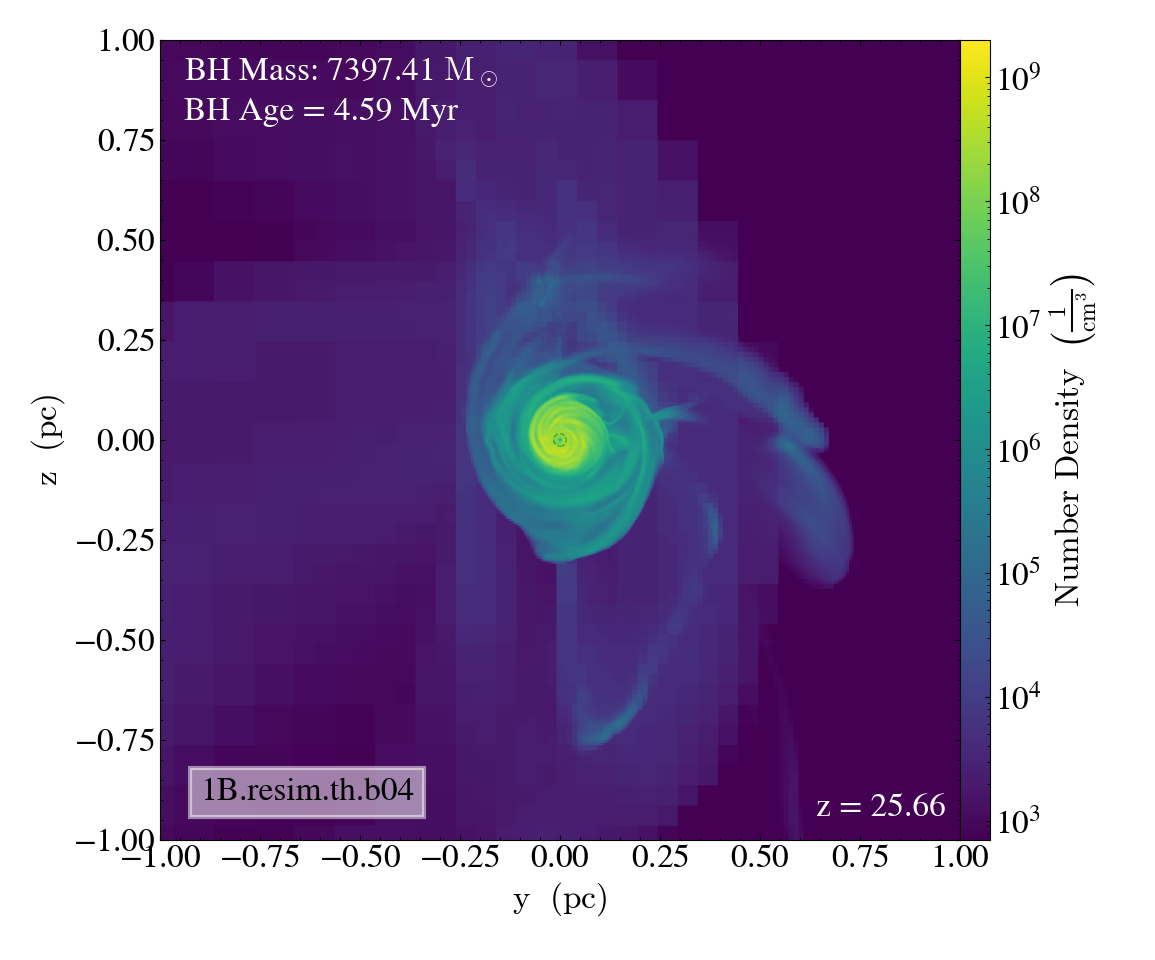 BH Mass: 7397.41 M⊙
BH Age = 4.59 Myr
1B.resim.th.b04
z = 25.66
1.00
0.75
0.50
0.25
0.00
−0.25
−0.50
−0.75
−1.00
z (pc)
−1.00 −0.75 −0.50 −0.25 0.00 0.25 0.50 0.75 1.00
y (pc)
10⁹
10⁸
10⁷
10⁶
10⁵
10⁴
10³
Number Density (1/cm³)